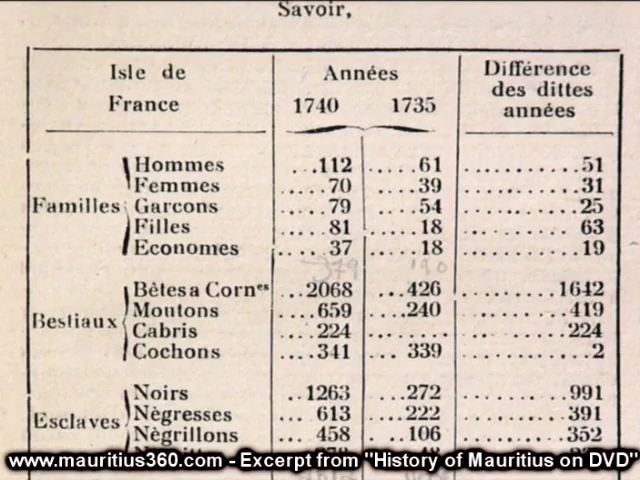 Savoir,
Isle de France Années Différence des dittes années
1740 1735
Familles
Hommes ...112 .....61 ...........51
Femmes ....70 .....39 ...........31
Garcons ....79 .....54 ...........25
Filles ....81 .....18 ...........63
Economes ....37 .....18 ...........19
379 190
Bestiaux
Bêtes a Cornes ...2068 ....426 .........1642
Moutons ....659 ....240 ..........419
Cabris ....224 ......... ..........224
Cochons ....341 ....339 ............2
Esclaves
Noirs ...1263 ....272 ..........991
Nègresses ....613 ....222 ..........391
Nègrillons ....458 ....106 ..........352
www.mauritius360.com - Excerpt from "History of Mauritius on DVD"